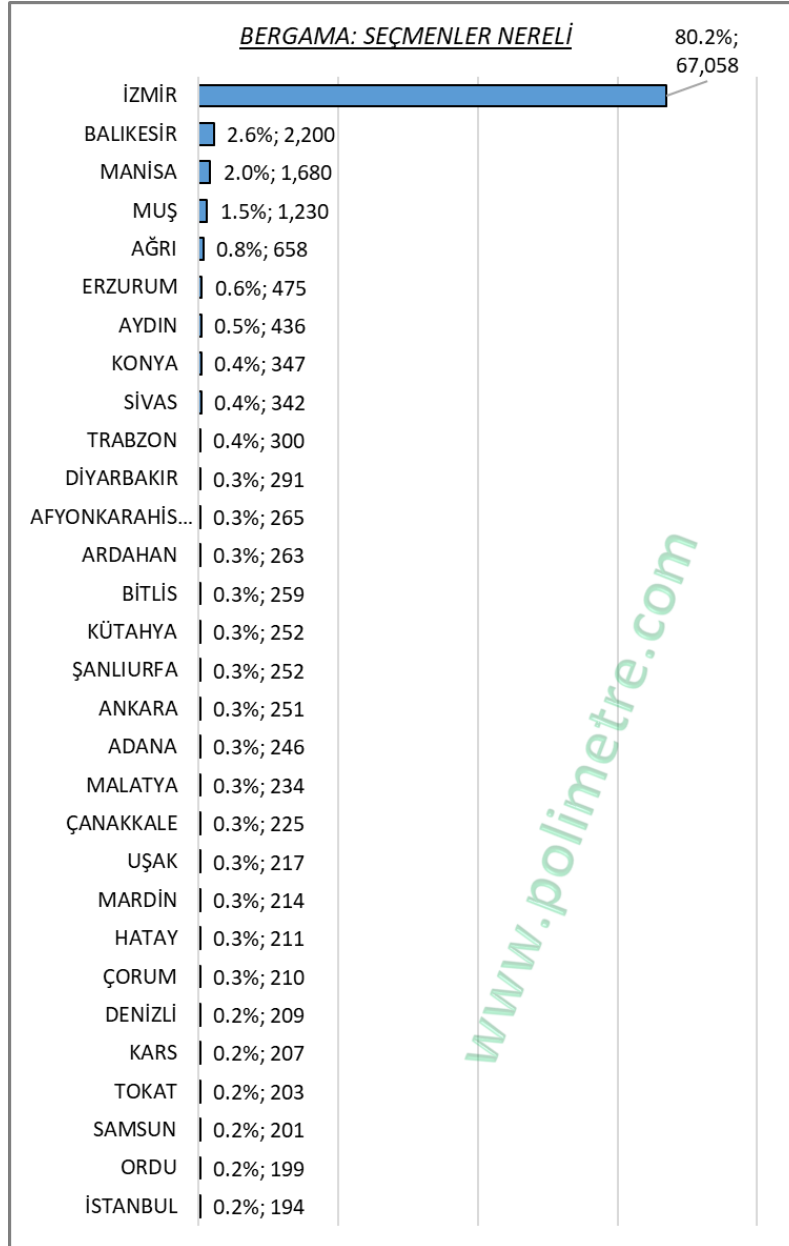 BERGAMA: SEÇMENLER NERELİ
80.2%;
67,058
İZMİR
BALIKESİR 2.6%; 2,200
MANİSA 2.0%; 1,680
MUŞ 1.5%; 1,230
AĞRI 0.8%; 658
ERZURUM 0.6%; 475
AYDIN 0.5%; 436
KONYA 0.4%; 347
SİVAS 0.4%; 342
TRABZON 0.4%; 300
DİYARBAKIR 0.3%; 291
AFYONKARAHİS... 0.3%; 265
ARDAHAN 0.3%; 263
BİTLİS 0.3%; 259
KÜTAHYA 0.3%; 252
ŞANLIURFA 0.3%; 252
ANKARA 0.3%; 251
ADANA 0.3%; 246
MALATYA 0.3%; 234
ÇANAKKALE 0.3%; 225
UŞAK 0.3%; 217
MARDİN 0.3%; 214
HATAY 0.3%; 211
ÇORUM 0.3%; 210
DENİZLİ 0.2%; 209
KARS 0.2%; 207
TOKAT 0.2%; 203
SAMSUN 0.2%; 201
ORDU 0.2%; 199
İSTANBUL 0.2%; 194
www.polimetre.com